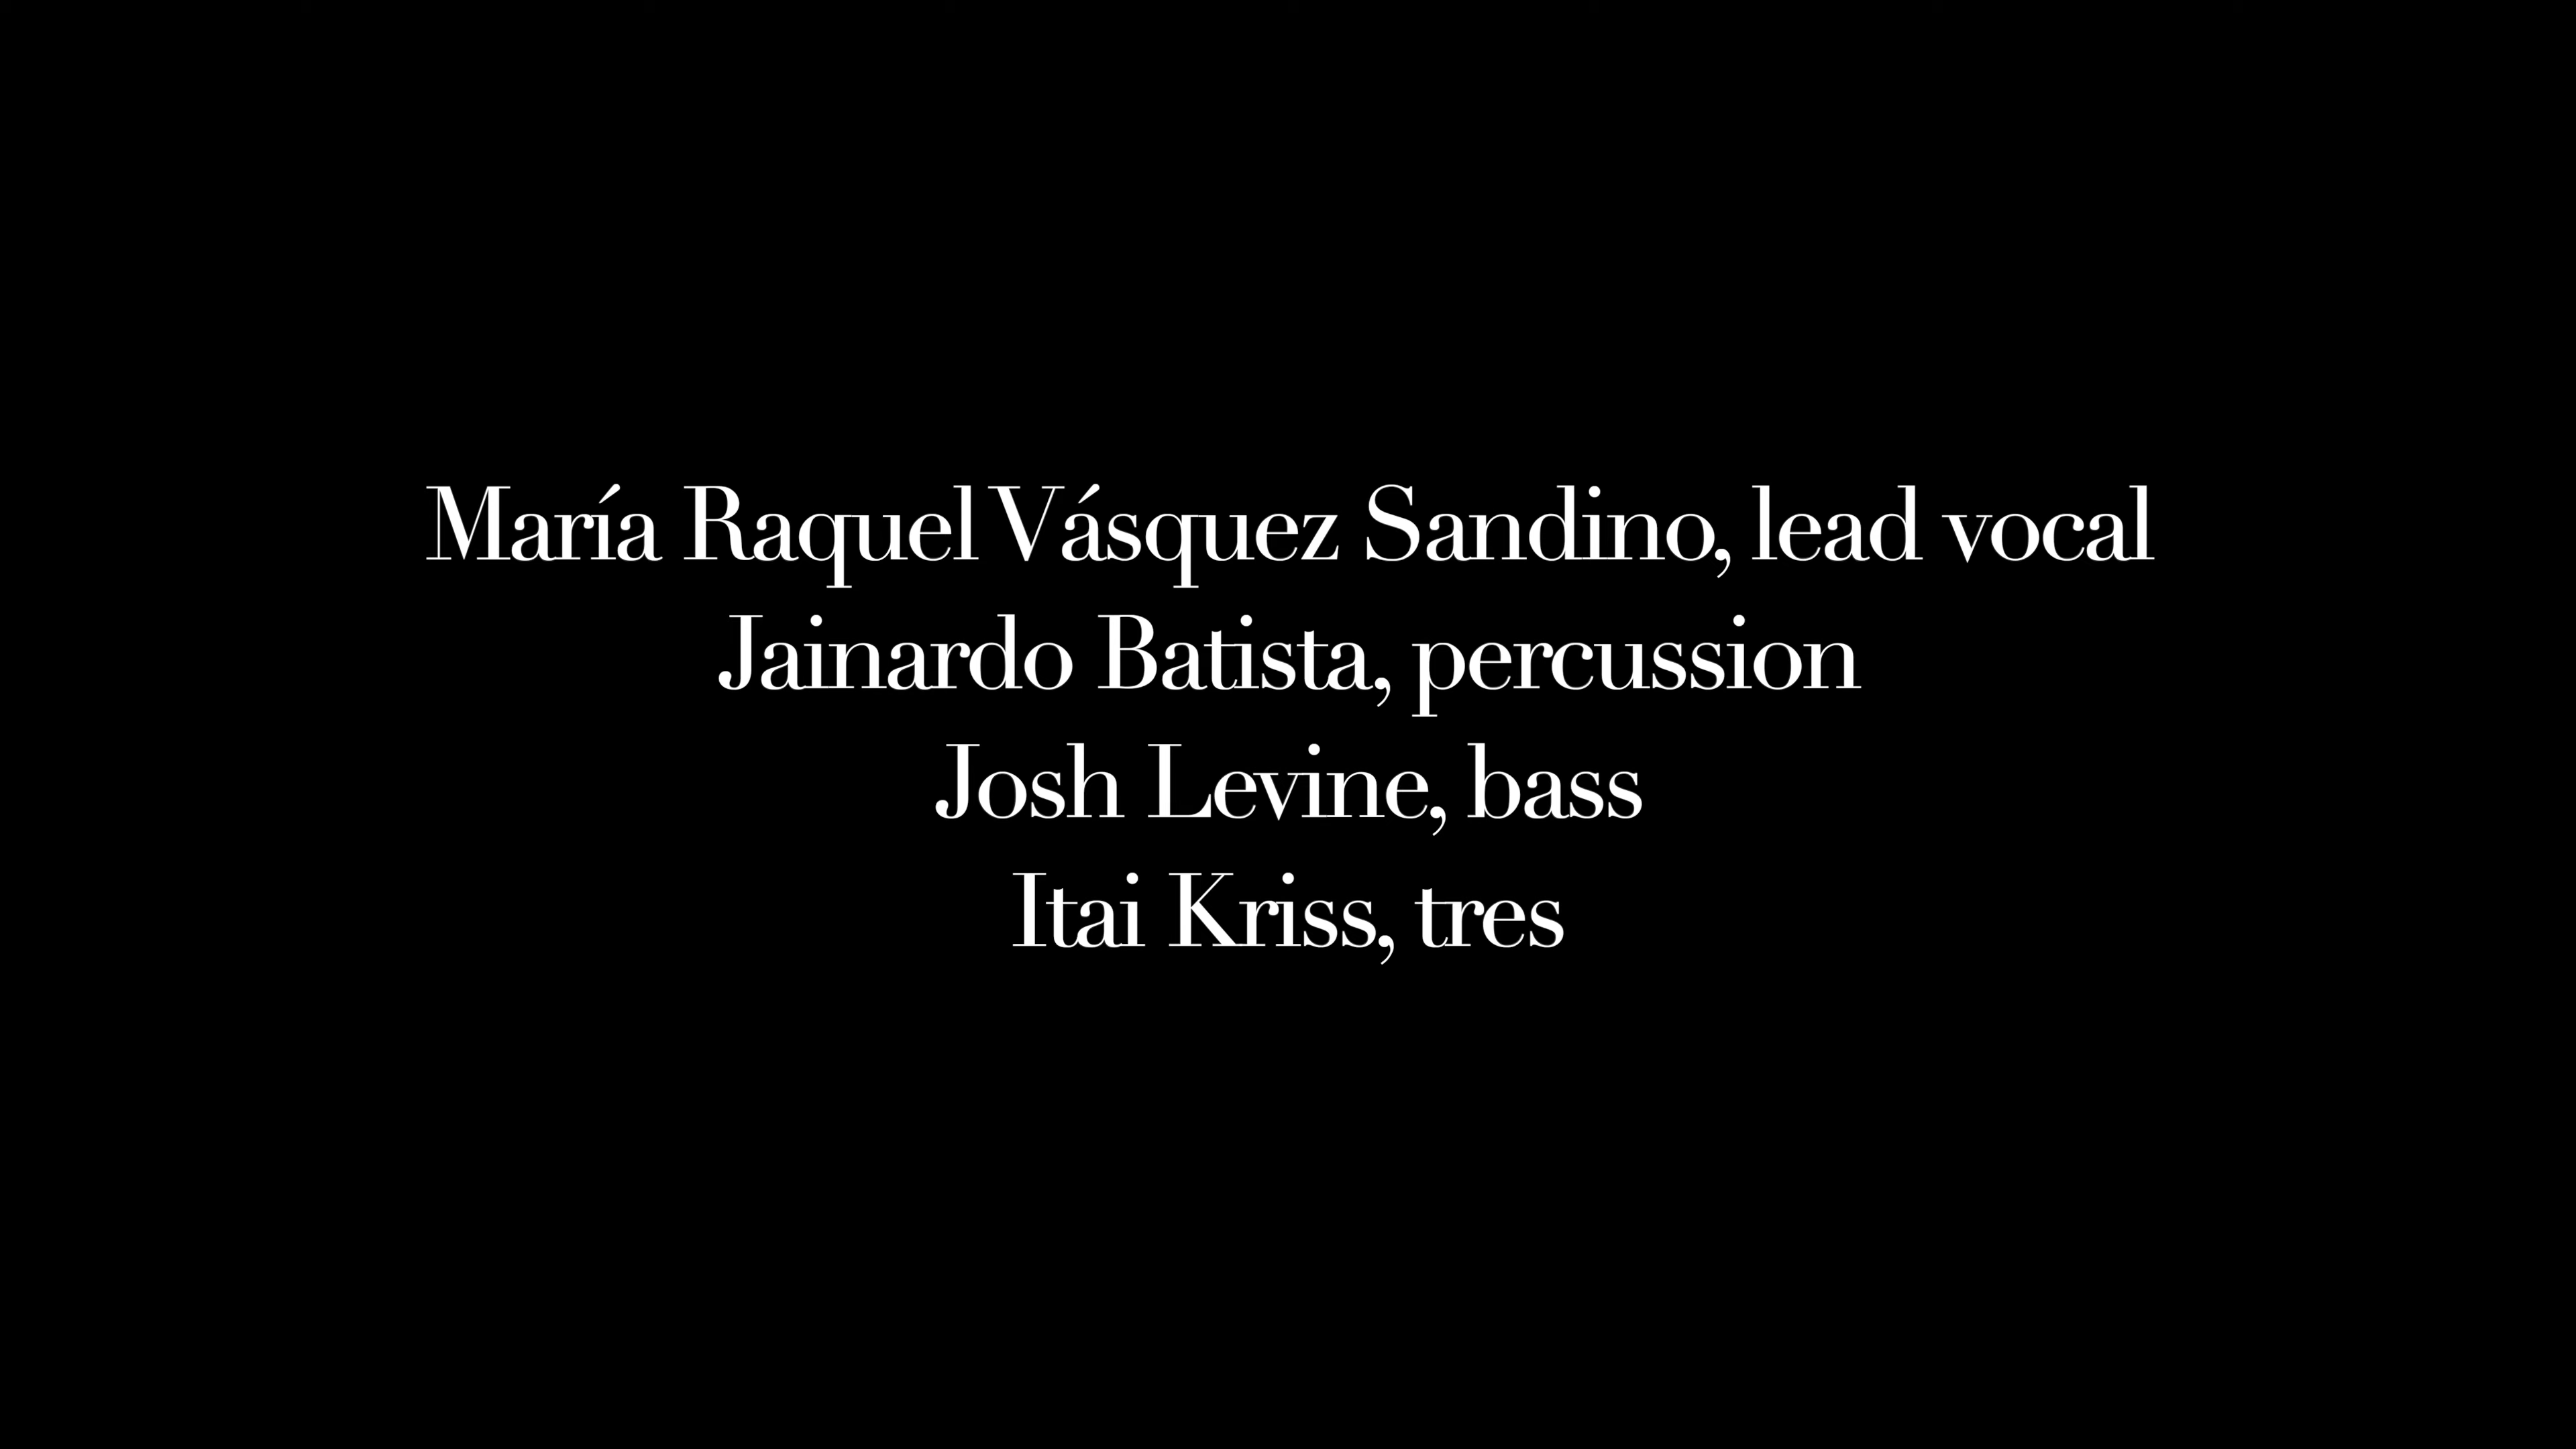 María Raquel Vásquez Sandino, lead vocal
Jainardo Batista, percussion
Josh Levine, bass
Itai Kriss, tres